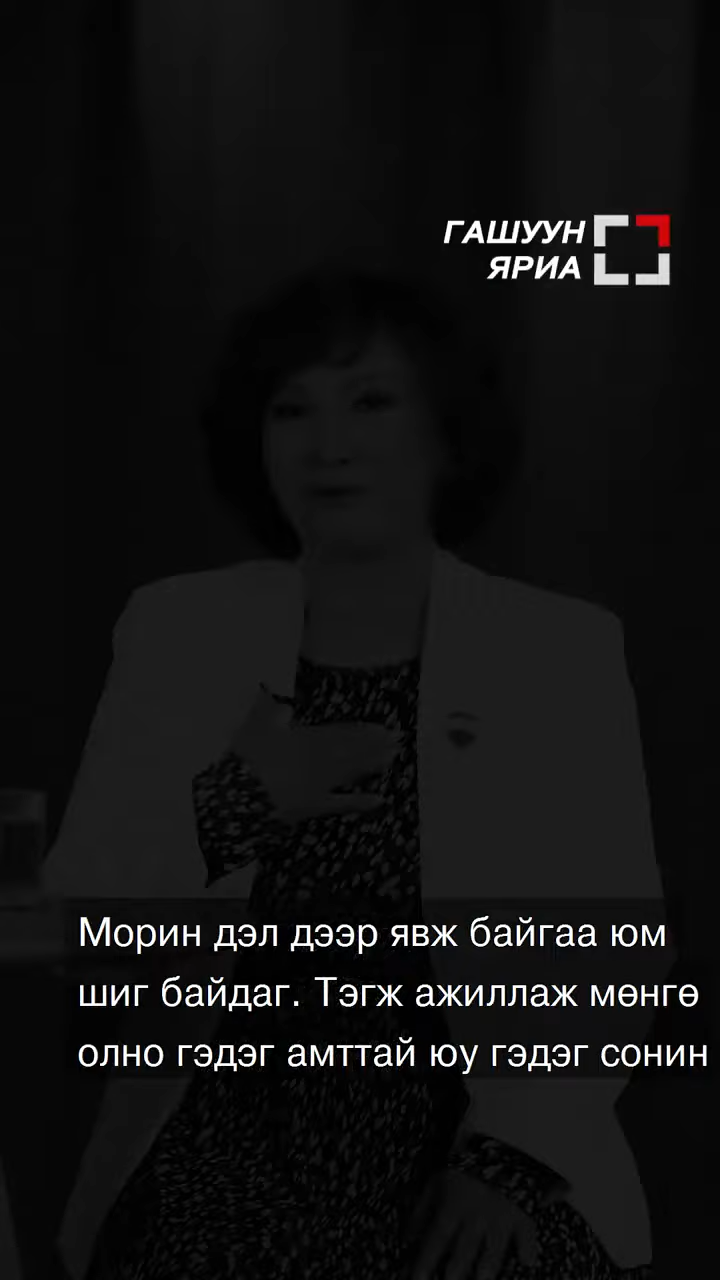 ГАШУУН
ЯРИА
Морин дэл дээр явж байгаа юм
шиг байдаг. Тэгж ажиллаж мөнгө
олно гэдэг амттай юу гэдэг сонин